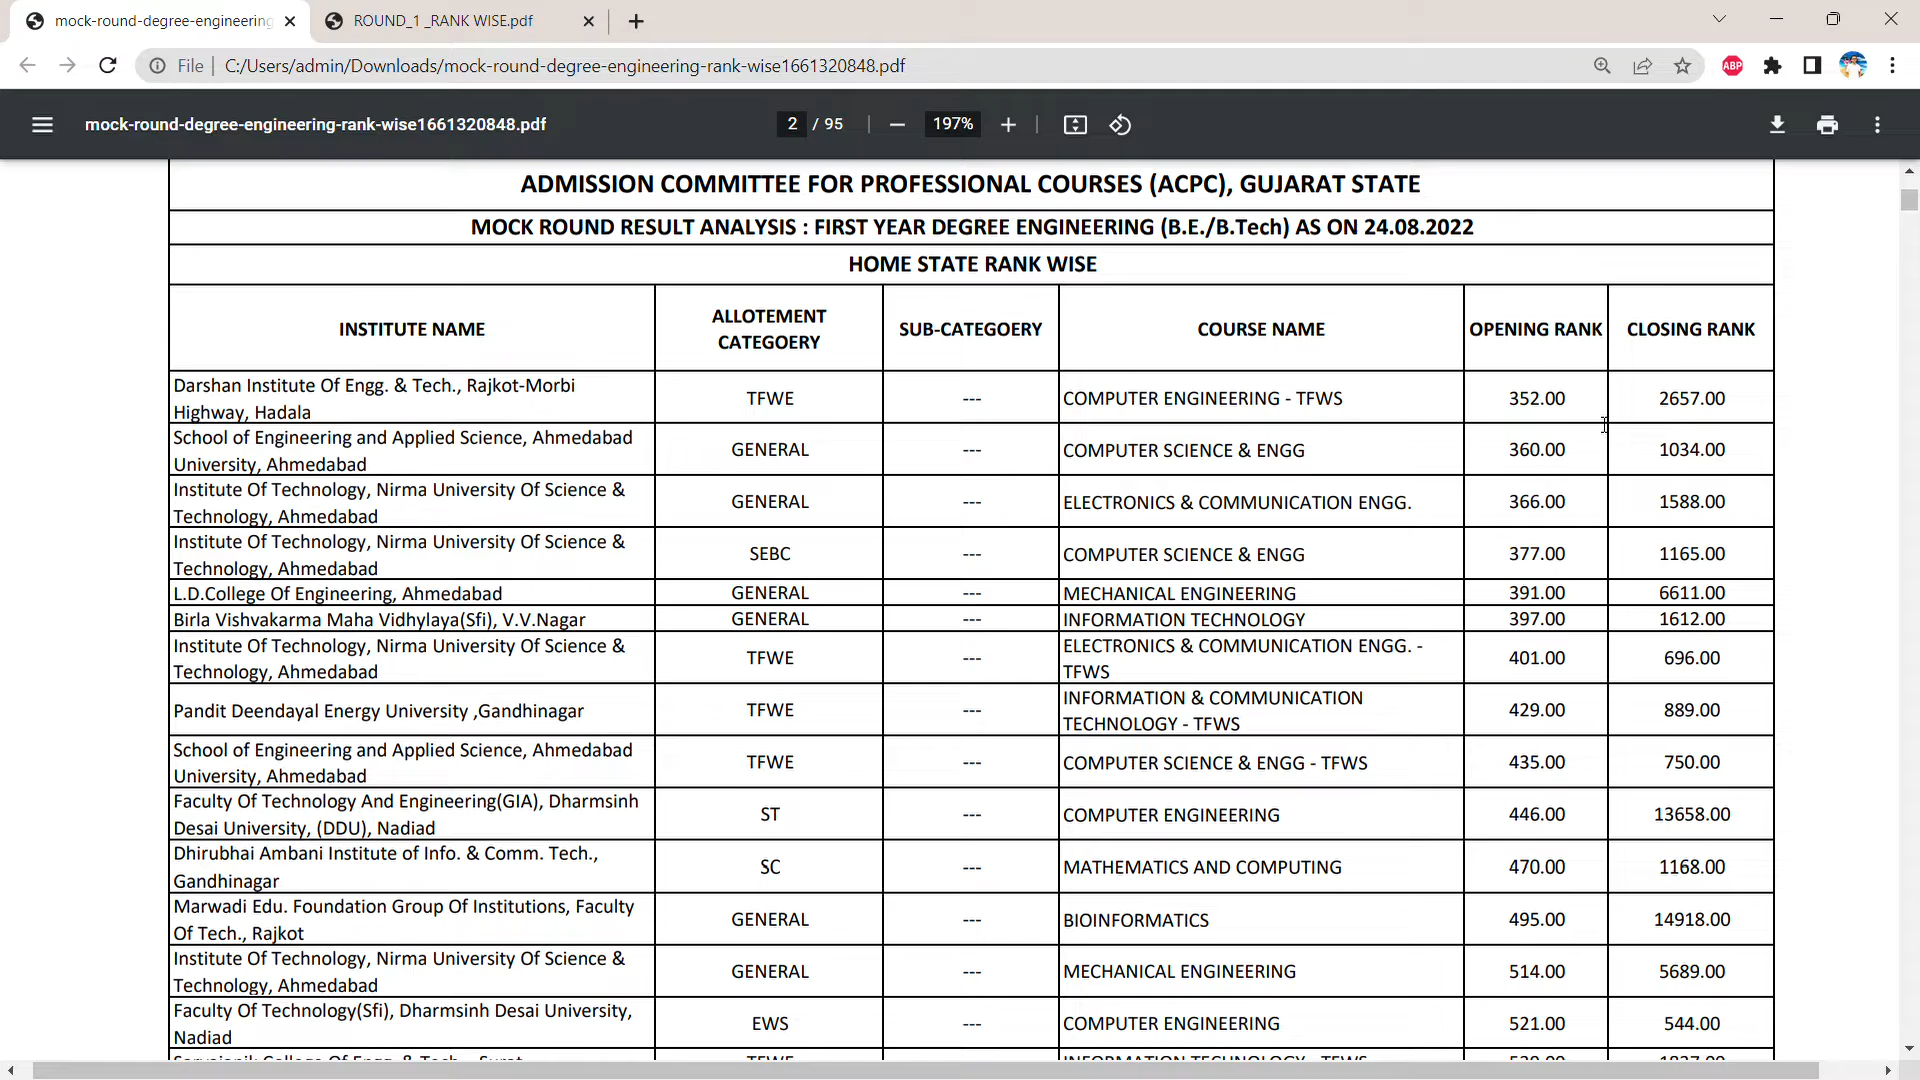 mock-round-degree-engineering
ROUND_1 _RANK WISE.pdf
File | C:/Users/admin/Downloads/mock-round-degree-engineering-rank-wise1661320848.pdf
ABP
mock-round-degree-engineering-rank-wise1661320848.pdf
2 / 95
197%
ADMISSION COMMITTEE FOR PROFESSIONAL COURSES (ACPC), GUJARAT STATE
MOCK ROUND RESULT ANALYSIS : FIRST YEAR DEGREE ENGINEERING (B.E./B.Tech) AS ON 24.08.2022
HOME STATE RANK WISE
INSTITUTE NAME
ALLOTEMENT
CATEGOERY
SUB-CATEGOERY
COURSE NAME
OPENING RANK
CLOSING RANK
Darshan Institute Of Engg. & Tech., Rajkot-Morbi
Highway, Hadala
TFWE
---
COMPUTER ENGINEERING - TFWS
352.00
2657.00
School of Engineering and Applied Science, Ahmedabad
University, Ahmedabad
GENERAL
---
COMPUTER SCIENCE & ENGG
360.00
1034.00
Institute Of Technology, Nirma University Of Science &
Technology, Ahmedabad
GENERAL
---
ELECTRONICS & COMMUNICATION ENGG.
366.00
1588.00
Institute Of Technology, Nirma University Of Science &
Technology, Ahmedabad
SEBC
---
COMPUTER SCIENCE & ENGG
377.00
1165.00
L.D.College Of Engineering, Ahmedabad
GENERAL
---
MECHANICAL ENGINEERING
391.00
6611.00
Birla Vishvakarma Maha Vidhylaya(Sfi), V.V.Nagar
GENERAL
---
INFORMATION TECHNOLOGY
397.00
1612.00
Institute Of Technology, Nirma University Of Science &
Technology, Ahmedabad
TFWE
---
ELECTRONICS & COMMUNICATION ENGG. -
TFWS
401.00
696.00
Pandit Deendayal Energy University ,Gandhinagar
TFWE
---
INFORMATION & COMMUNICATION
TECHNOLOGY - TFWS
429.00
889.00
School of Engineering and Applied Science, Ahmedabad
University, Ahmedabad
TFWE
---
COMPUTER SCIENCE & ENGG - TFWS
435.00
750.00
Faculty Of Technology And Engineering(GIA), Dharmsinh
Desai University, (DDU), Nadiad
ST
---
COMPUTER ENGINEERING
446.00
13658.00
Dhirubhai Ambani Institute of Info. & Comm. Tech.,
Gandhinagar
SC
---
MATHEMATICS AND COMPUTING
470.00
1168.00
Marwadi Edu. Foundation Group Of Institutions, Faculty
Of Tech., Rajkot
GENERAL
---
BIOINFORMATICS
495.00
14918.00
Institute Of Technology, Nirma University Of Science &
Technology, Ahmedabad
GENERAL
---
MECHANICAL ENGINEERING
514.00
5689.00
Faculty Of Technology(Sfi), Dharmsinh Desai University,
Nadiad
EWS
---
COMPUTER ENGINEERING
521.00
544.00